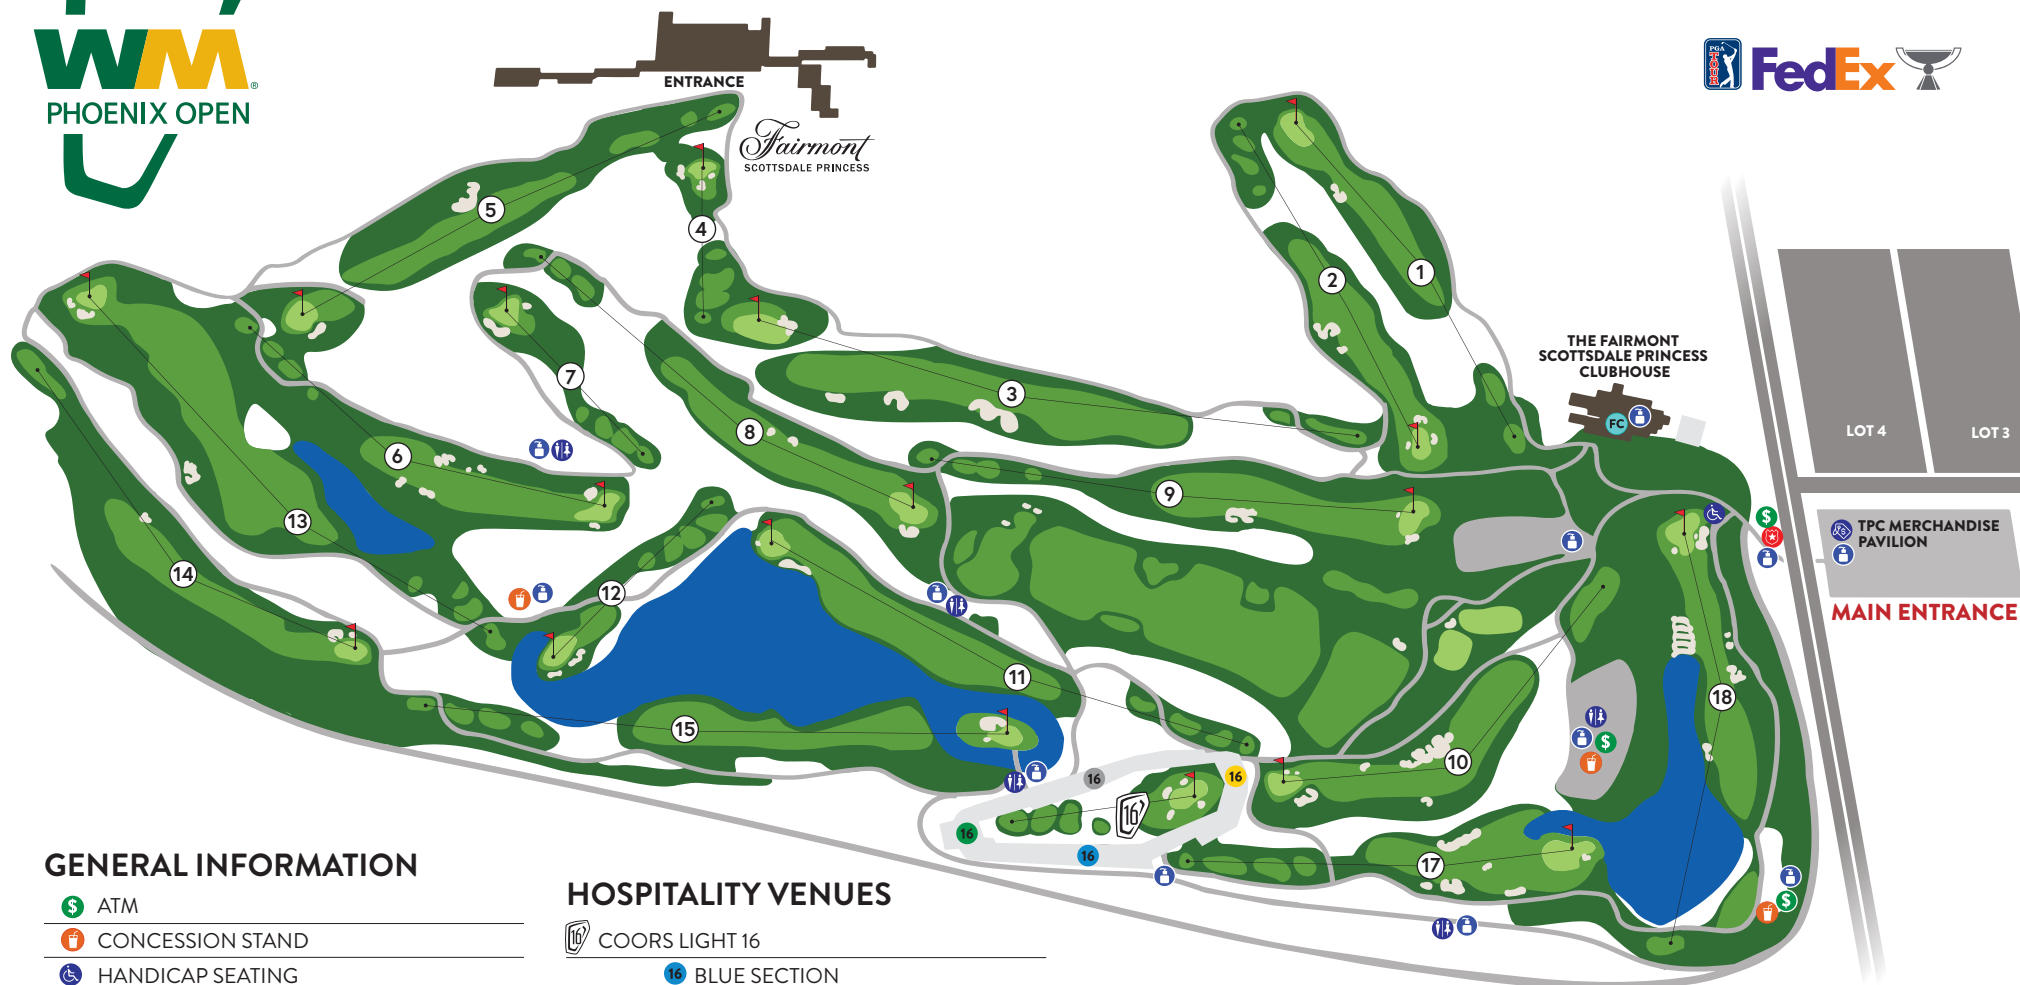 WM®
PHOENIX OPEN
ENTRANCE
Fairmont
SCOTTSDALE PRINCESS
PGA
TOUR
FedEx
1
2
3
4
5
6
7
8
9
10
11
12
13
14
15
16
16
16
16
16
17
18
THE FAIRMONT
SCOTTSDALE PRINCESS
CLUBHOUSE
FC
LOT 4
LOT 3
$
$
$
TPC MERCHANDISE
PAVILION
MAIN ENTRANCE
GENERAL INFORMATION
$ ATM
CONCESSION STAND
HANDICAP SEATING
HOSPITALITY VENUES
16 COORS LIGHT 16
16 BLUE SECTION